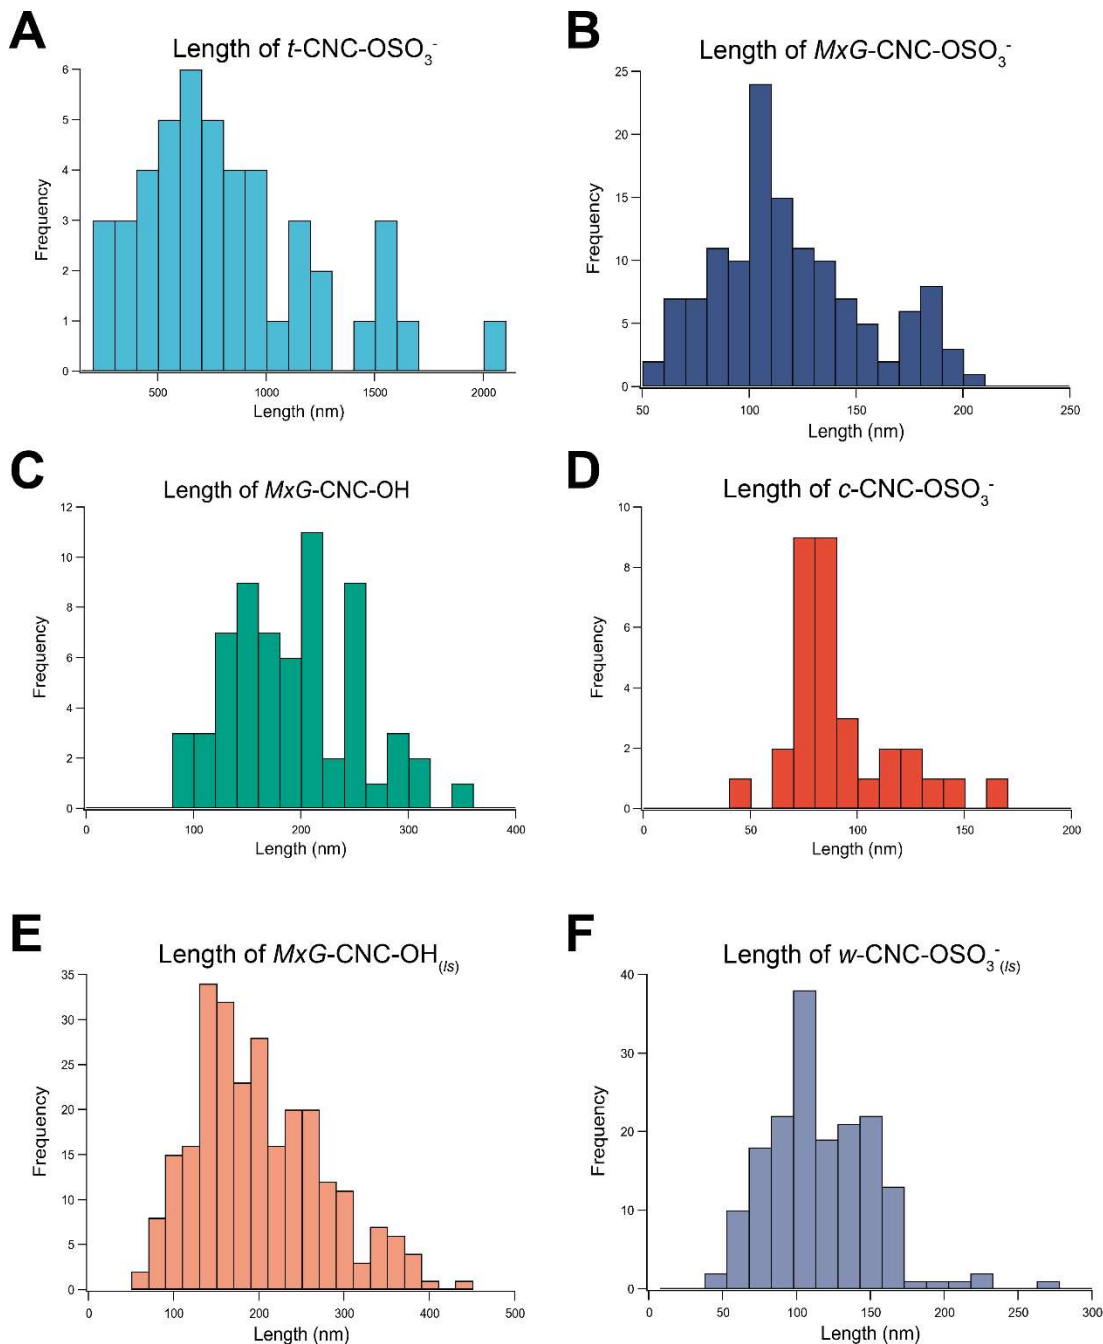 A
Length of t-CNC-OSO3-
6
5
4
3
2
1
0
Frequency
500
1000
1500
2000
Length (nm)
B
Length of MxG-CNC-OSO3-
25
20
15
10
5
0
Frequency
50
100
150
200
250
Length (nm)
C
Length of MxG-CNC-OH
12
10
8
6
4
2
0
Frequency
0
100
200
300
400
Length (nm)
D
Length of c-CNC-OSO3-
10
8
6
4
2
0
Frequency
0
50
100
150
200
Length (nm)
E
Length of MxG-CNC-OH(ls)
35
30
25
20
15
10
5
0
Frequency
0
100
200
300
400
500
Length (nm)
F
Length of w-CNC-OSO3-(ls)
40
30
20
10
0
Frequency
0
50
100
150
200
250
300
Length (nm)